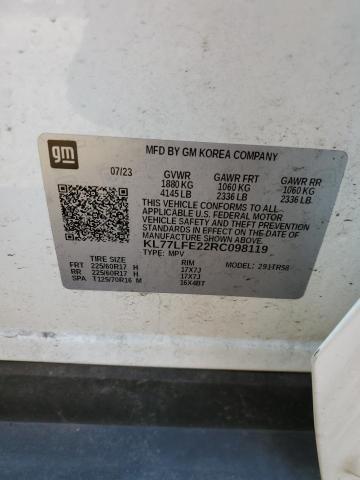 gm
MFD BY GM KOREA COMPANY
07/23 GVWR GAWR FRT GAWR RR
1880 KG 1060 KG 1060 KG
4145 LB 2336 LB 2336 LB
THIS VEHICLE CONFORMS TO ALL
APPLICABLE U.S. FEDERAL MOTOR
VEHICLE SAFETY AND THEFT
PREVENTION STANDARDS IN EFFECT ON
THE DATE OF MANUFACTURE SHOWN ABOVE.
KL77LFE22RC098119
TYPE: MPV MODEL: 291TR58
TIRE SIZE RIM
FRT 225/60R17 H 17X7J
RR 225/60R17 H 17X7J
SPA T125/70R16 M 16X4BT